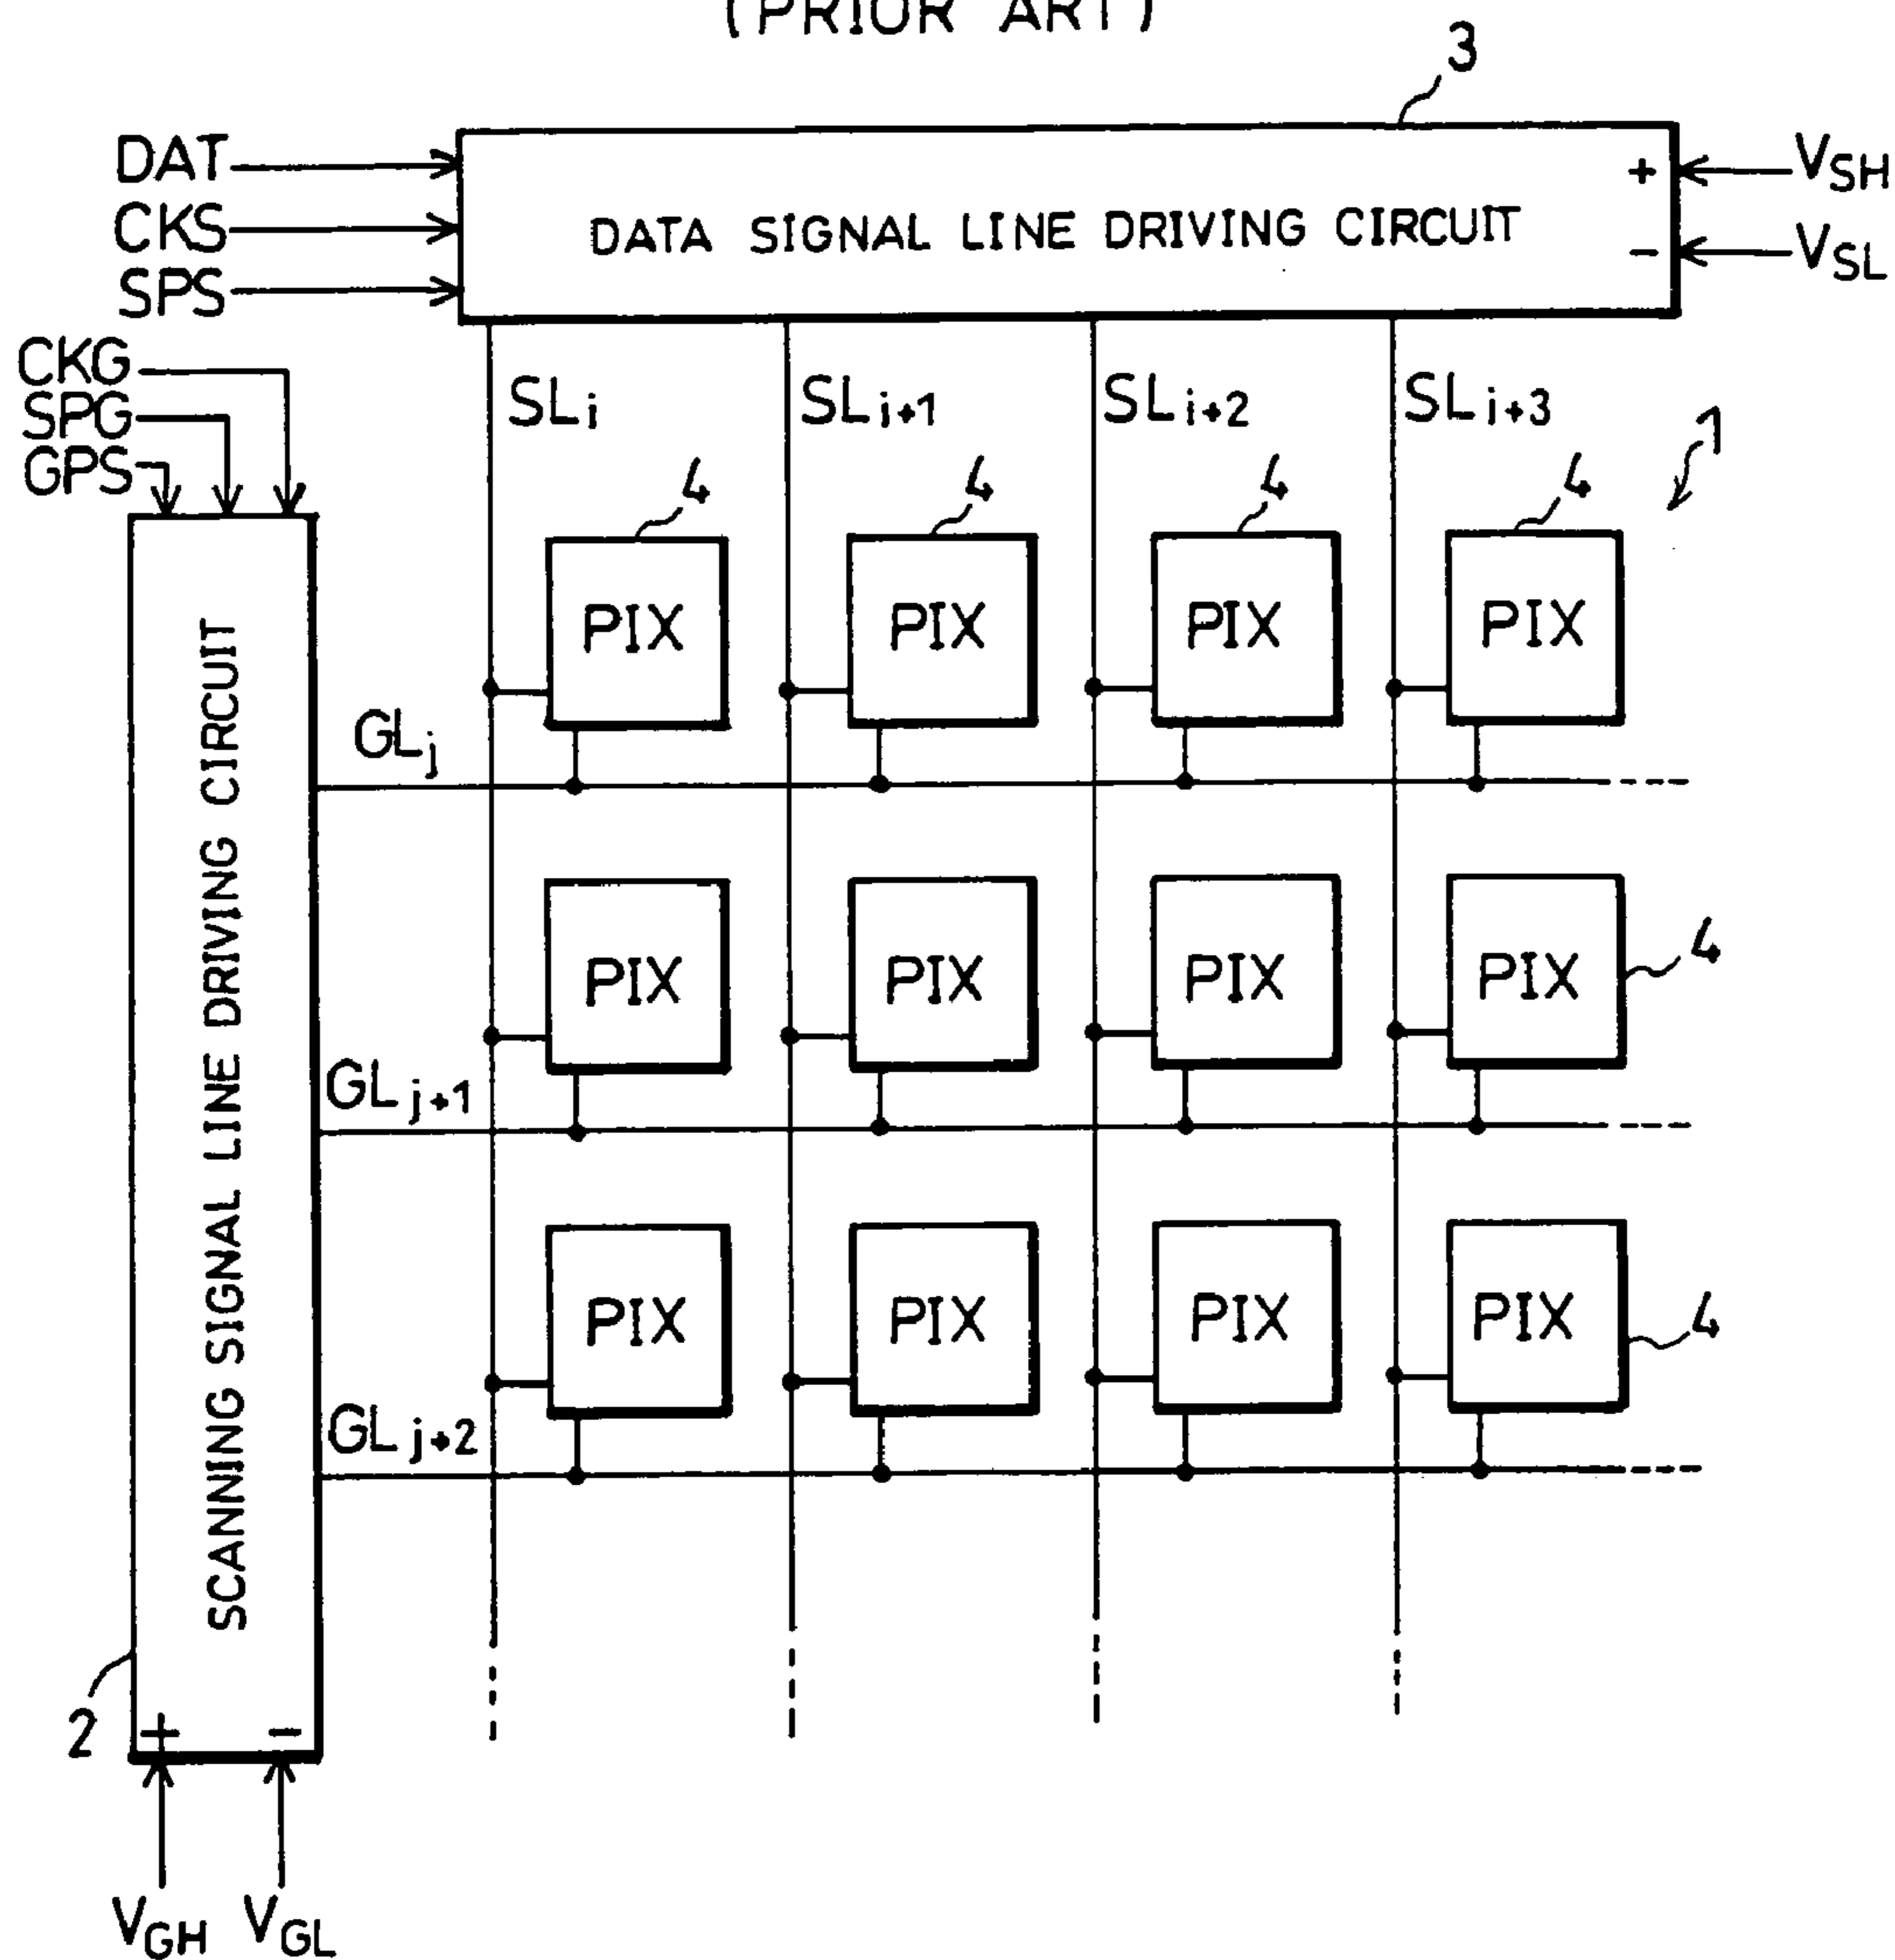 (PRIOR ART)
3
DAT
CKS
SPS
DATA SIGNAL LINE DRIVING CIRCUIT
+
-
VSH
VSL
CKG
SPG
GPS
SLi
SLi+1
SLi+2
SLi+3
1
4
4
4
4
PIX
PIX
PIX
PIX
GLj
PIX
PIX
PIX
PIX
4
GLj+1
PIX
PIX
PIX
PIX
4
GLj+2
SCANNING SIGNAL LINE DRIVING CIRCUIT
2
+
-
VGH
VGL